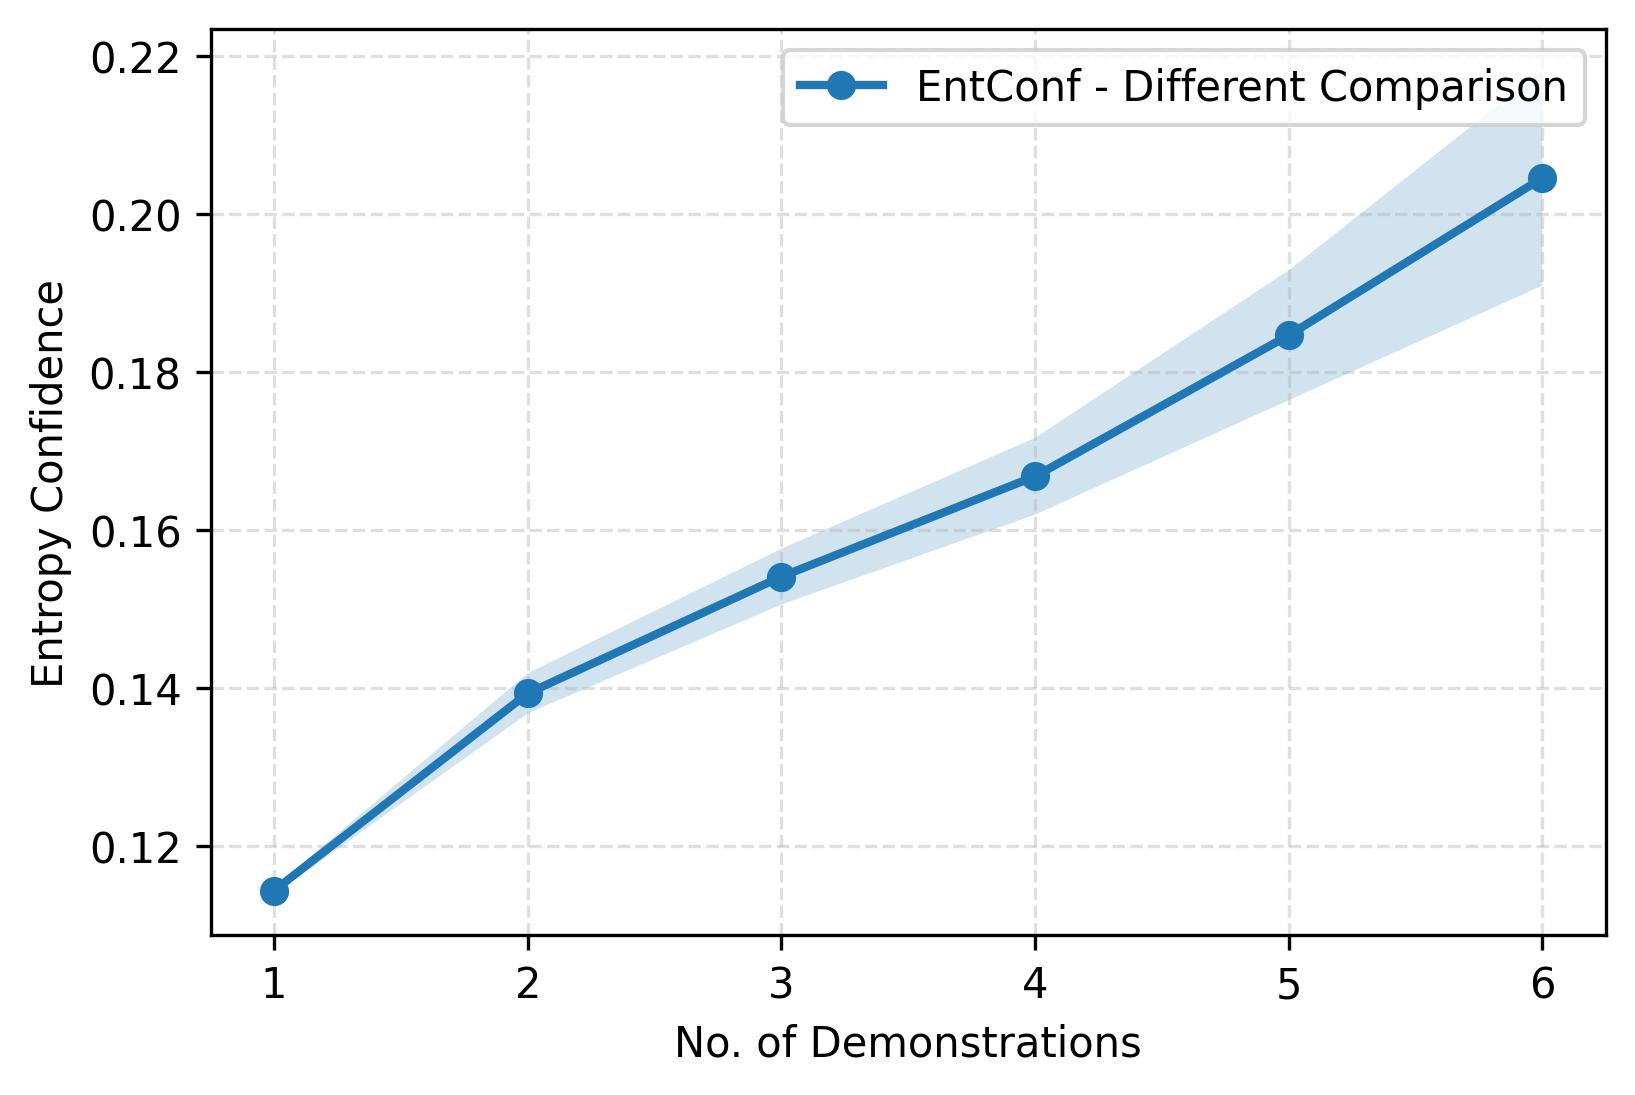 0.22
0.20
0.18
0.16
0.14
0.12
Entropy Confidence
EntConf - Different Comparison
1 2 3 4 5 6
No. of Demonstrations